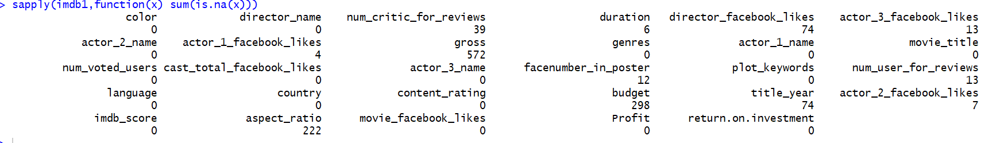 > sapply(imdb1,function(x) sum(is.na(x)))
color director_name num_critic_for_reviews duration director_facebook_likes actor_3_facebook_likes
0 0 39 6 74 13
actor_2_name actor_1_facebook_likes gross genres actor_1_name movie_title
0 4 572 0 0 0
num_voted_users cast_total_facebook_likes actor_3_name facenumber_in_poster plot_keywords num_user_for_reviews
0 0 0 12 0 13
language country content_rating budget title_year actor_2_facebook_likes
0 0 0 298 74 7
imdb_score aspect_ratio movie_facebook_likes Profit return.on.investment
0 222 0 0 0
>